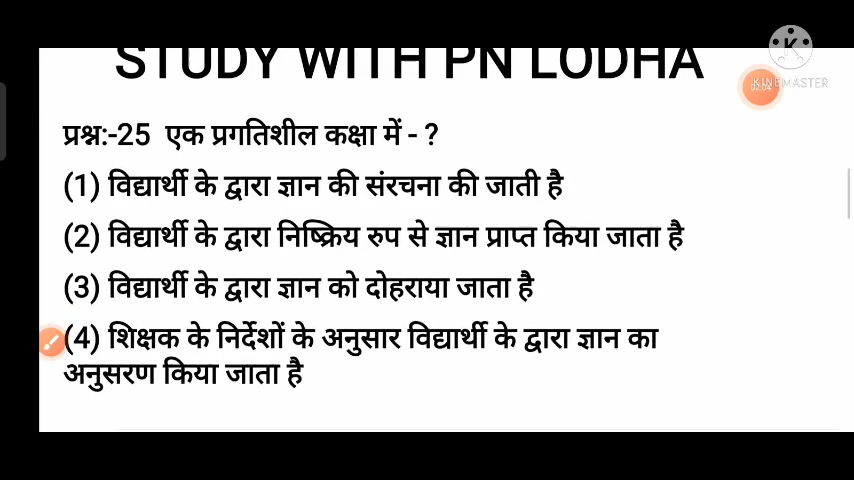 STUDY WITH PN LODHA
KINEMASTER
प्रश्न:-25 एक प्रगतिशील कक्षा में - ?
(1) विद्यार्थी के द्वारा ज्ञान की संरचना की जाती है
(2) विद्यार्थी के द्वारा निष्क्रिय रुप से ज्ञान प्राप्त किया जाता है
(3) विद्यार्थी के द्वारा ज्ञान को दोहराया जाता है
(4) शिक्षक के निर्देशों के अनुसार विद्यार्थी के द्वारा ज्ञान का
अनुसरण किया जाता है